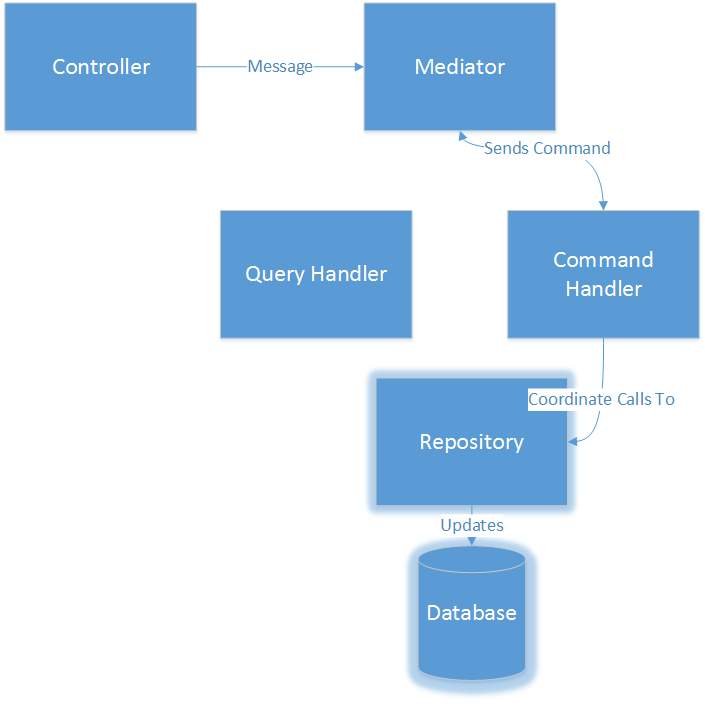 Controller
Message
Mediator
Sends Command
Query Handler
Command
Handler
Coordinate Calls To
Repository
Updates
Database